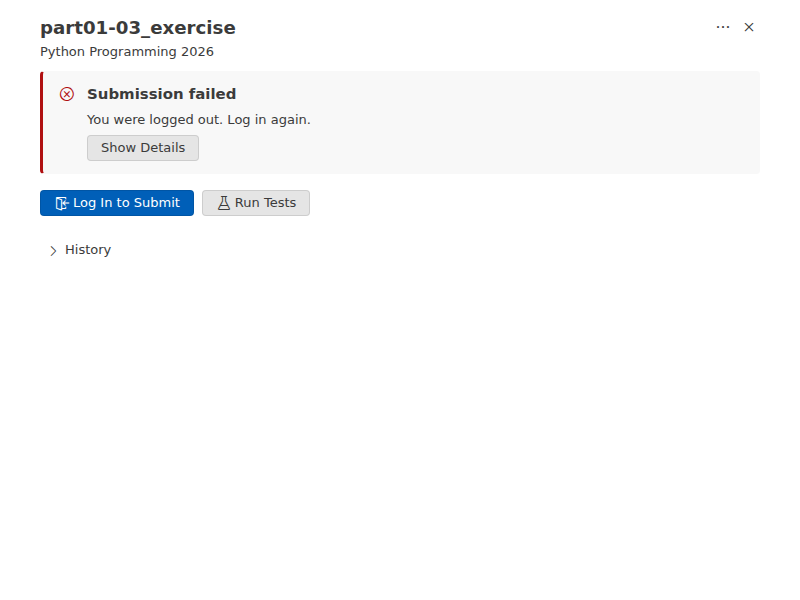 part01-03_exercise
Python Programming 2026
Submission failed
You were logged out. Log in again.
Show Details
Log In to Submit
Run Tests
History